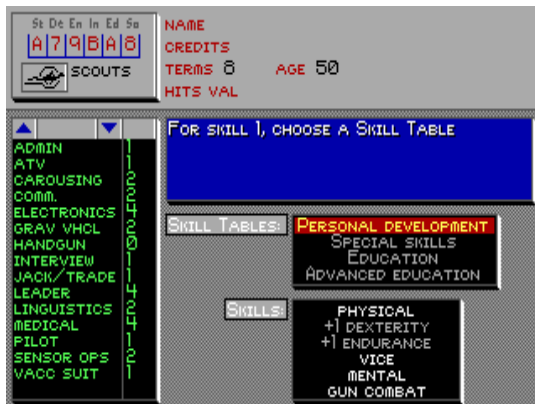 St De En In Ed So
A 7 9 B A 8
SCOUTS
NAME
CREDITS
TERMS 8 AGE 50
HITS VAL
FOR SKILL 1, CHOOSE A SKILL TABLE
ADMIN 1
ATV 1
CAROUSING 2
COMM. 2
ELECTRONICS 4
GRAV VHCL 2
HANDGUN 0
INTERVIEW 1
JACK/TRADE 1
LEADER 4
LINGUISTICS 2
MEDICAL 4
PILOT 1
SENSOR OPS 2
VACC SUIT 1
SKILL TABLES: PERSONAL DEVELOPMENT
SPECIAL SKILLS
EDUCATION
ADVANCED EDUCATION
SKILLS: PHYSICAL
+1 DEXTERITY
+1 ENDURANCE
VICE
MENTAL
GUN COMBAT